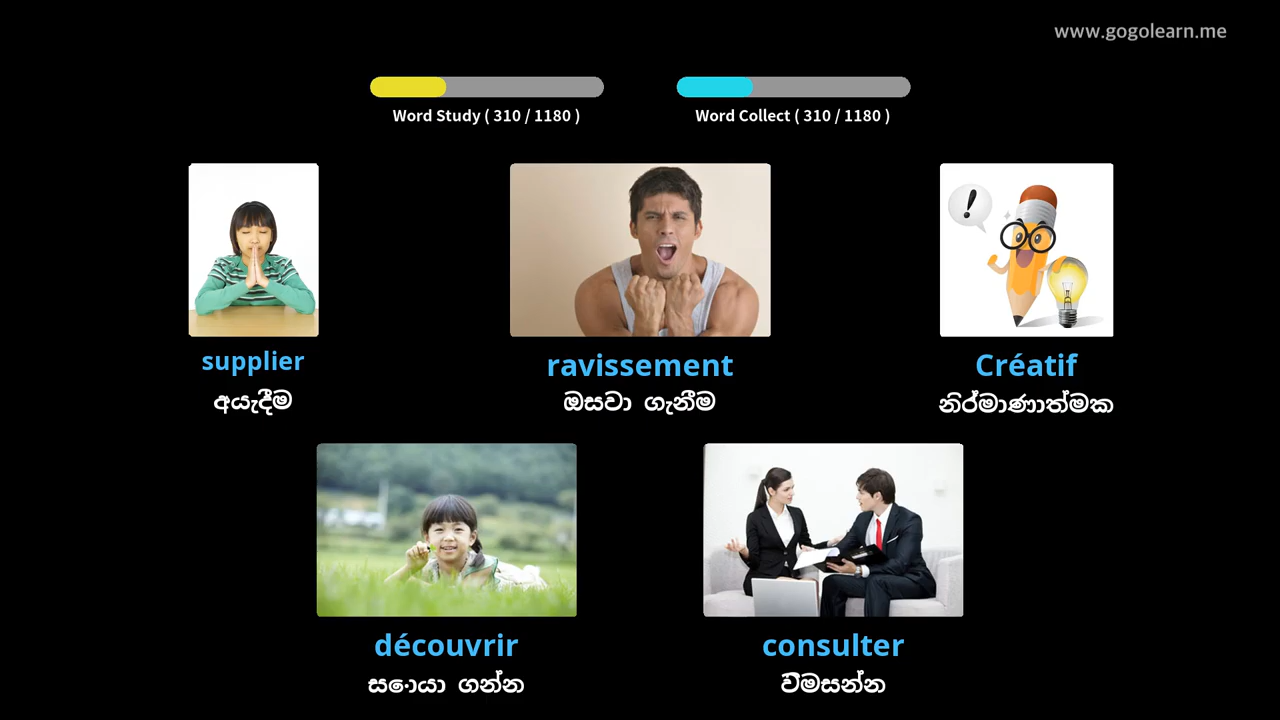 www.gogolearn.me
Word Study ( 310 / 1180 )
Word Collect ( 310 / 1180 )
supplier
අයැදීම
ravissement
ඔසවා ගැනීම
Créatif
නිර්මාණාත්මක
découvrir
සොයා ගන්න
consulter
විමසන්න